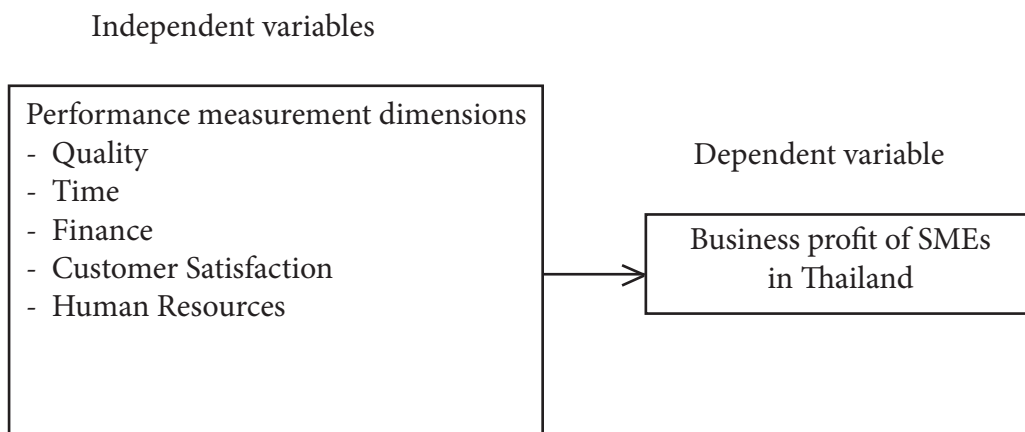 Independent variables
Performance measurement dimensions
- Quality
- Time
- Finance
- Customer Satisfaction
- Human Resources
Dependent variable
Business profit of SMEs
in Thailand